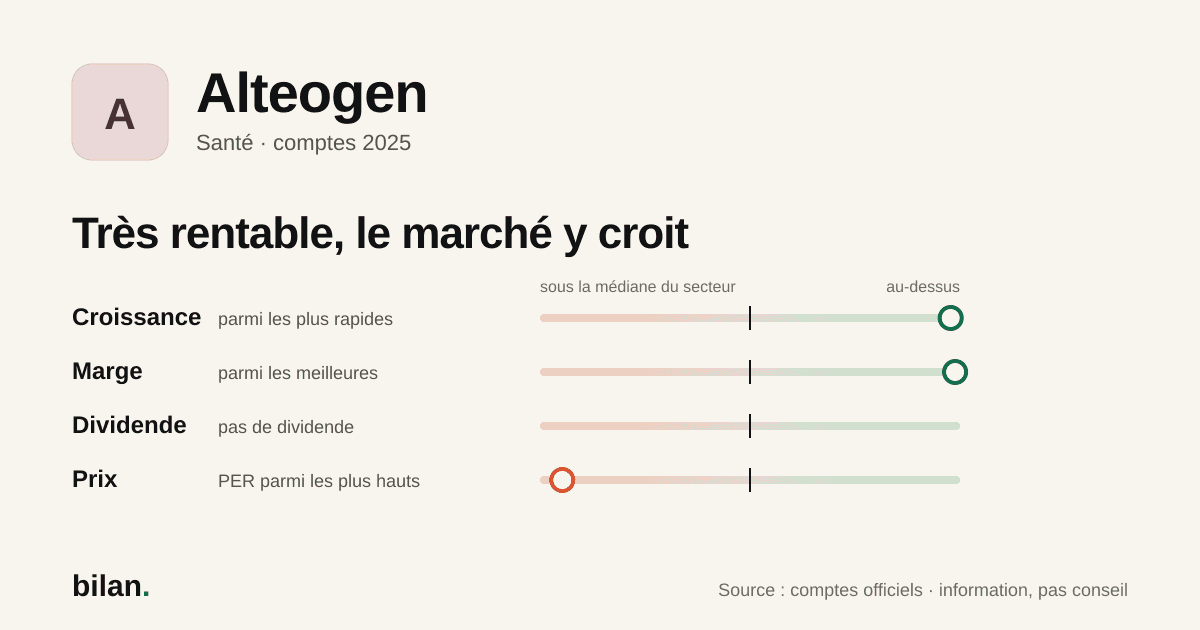 A
Alteogen
Santé · comptes 2025
Très rentable, le marché y croit
sous la médiane du secteur au-dessus
Croissance parmi les plus rapides
Marge parmi les meilleures
Dividende pas de dividende
Prix PER parmi les plus hauts
bilan.
Source : comptes officiels · information, pas conseil